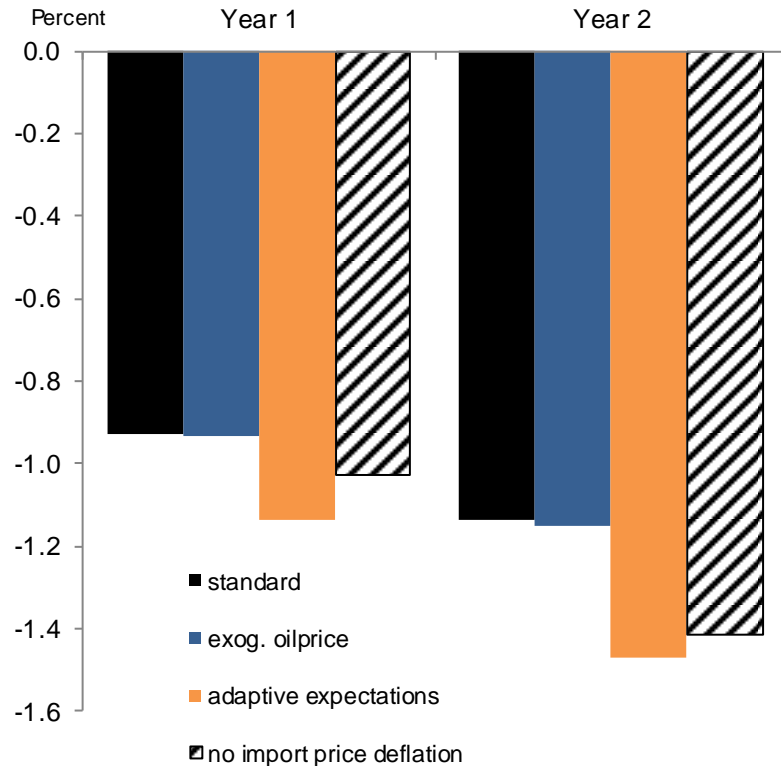 Percent
Year 1
Year 2
0.0
-0.2
-0.4
-0.6
-0.8
-1.0
-1.2
-1.4
-1.6
standard
exog. oilprice
adaptive expectations
no import price deflation